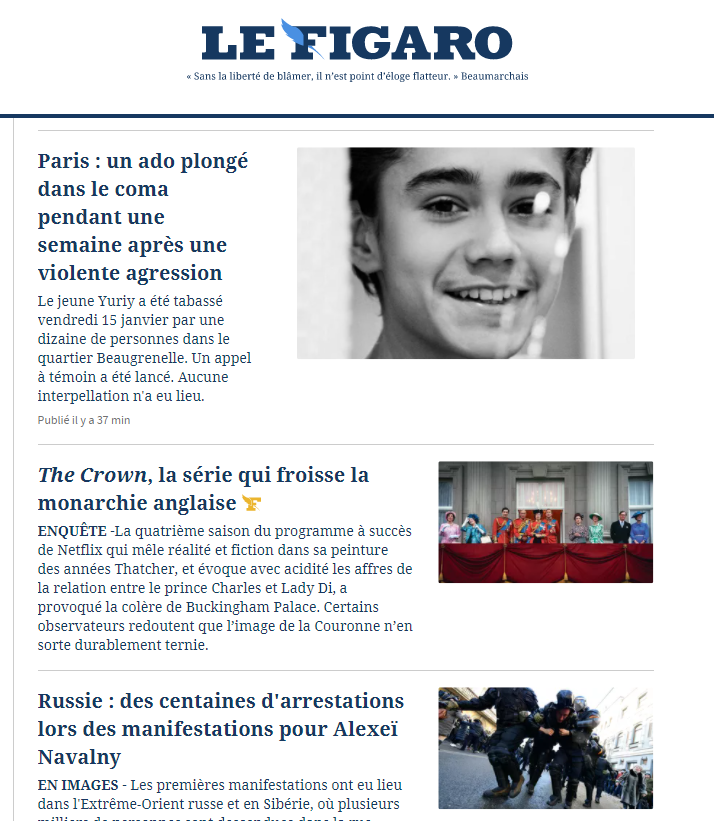 LE FIGARO
« Sans la liberté de blâmer, il n'est point d'éloge flatteur. » Beaumarchais
Paris : un ado plongé
dans le coma
pendant une
semaine après une
violente agression
Le jeune Yuriy a été tabassé
vendredi 15 janvier par une
dizaine de personnes dans le
quartier Beaugrenelle. Un appel
à témoin a été lancé. Aucune
interpellation n'a eu lieu.
Publié il y a 37 min
The Crown, la série qui froisse la
monarchie anglaise
ENQUÊTE -La quatrième saison du programme à succès
de Netflix qui mêle réalité et fiction dans sa peinture
des années Thatcher, et évoque avec acidité les affres de
la relation entre le prince Charles et Lady Di, a
provoqué la colère de Buckingham Palace. Certains
observateurs redoutent que l'image de la Couronne n'en
sorte durablement ternie.
Russie : des centaines d'arrestations
lors des manifestations pour Alexeï
Navalny
EN IMAGES - Les premières manifestations ont eu lieu
dans l'Extrême-Orient russe et en Sibérie, où plusieurs